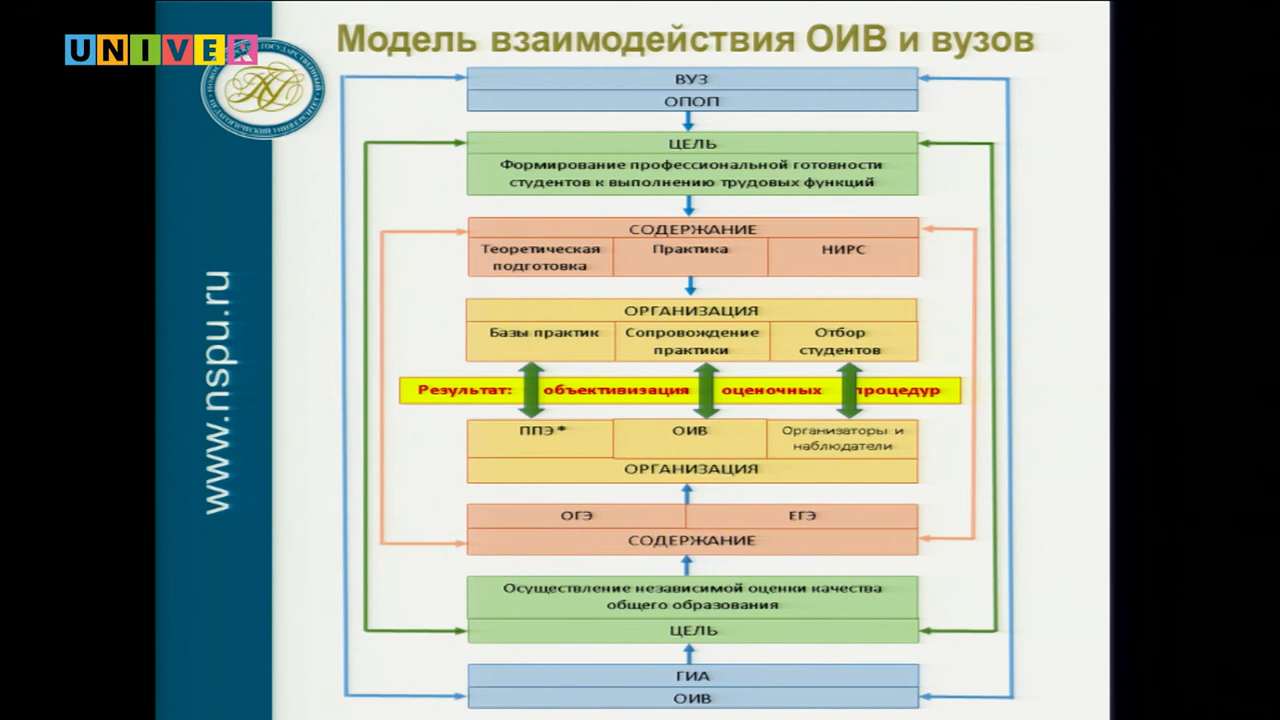 UNIVER
Модель взаимодействия ОИВ и вузов
ВУЗ
ОПОП
ЦЕЛЬ
Формирование профессиональной готовности
студентов к выполнению трудовых функций
СОДЕРЖАНИЕ
Теоретическая
подготовка
Практика
НИРС
ОРГАНИЗАЦИЯ
Базы практик
Сопровождение
практики
Отбор
студентов
Результат: объективизация оценочных процедур
ППЭ*
ОИВ
Организаторы и
наблюдатели
ОРГАНИЗАЦИЯ
ОГЭ
ЕГЭ
СОДЕРЖАНИЕ
Осуществление независимой оценки качества
общего образования
ЦЕЛЬ
ГИА
ОИВ
www.nspu.ru